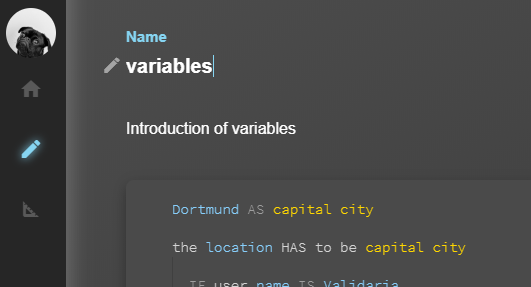 Name
variables
Introduction of variables
Dortmund AS capital city
the location HAS to be capital city
IF user name IS Validaria